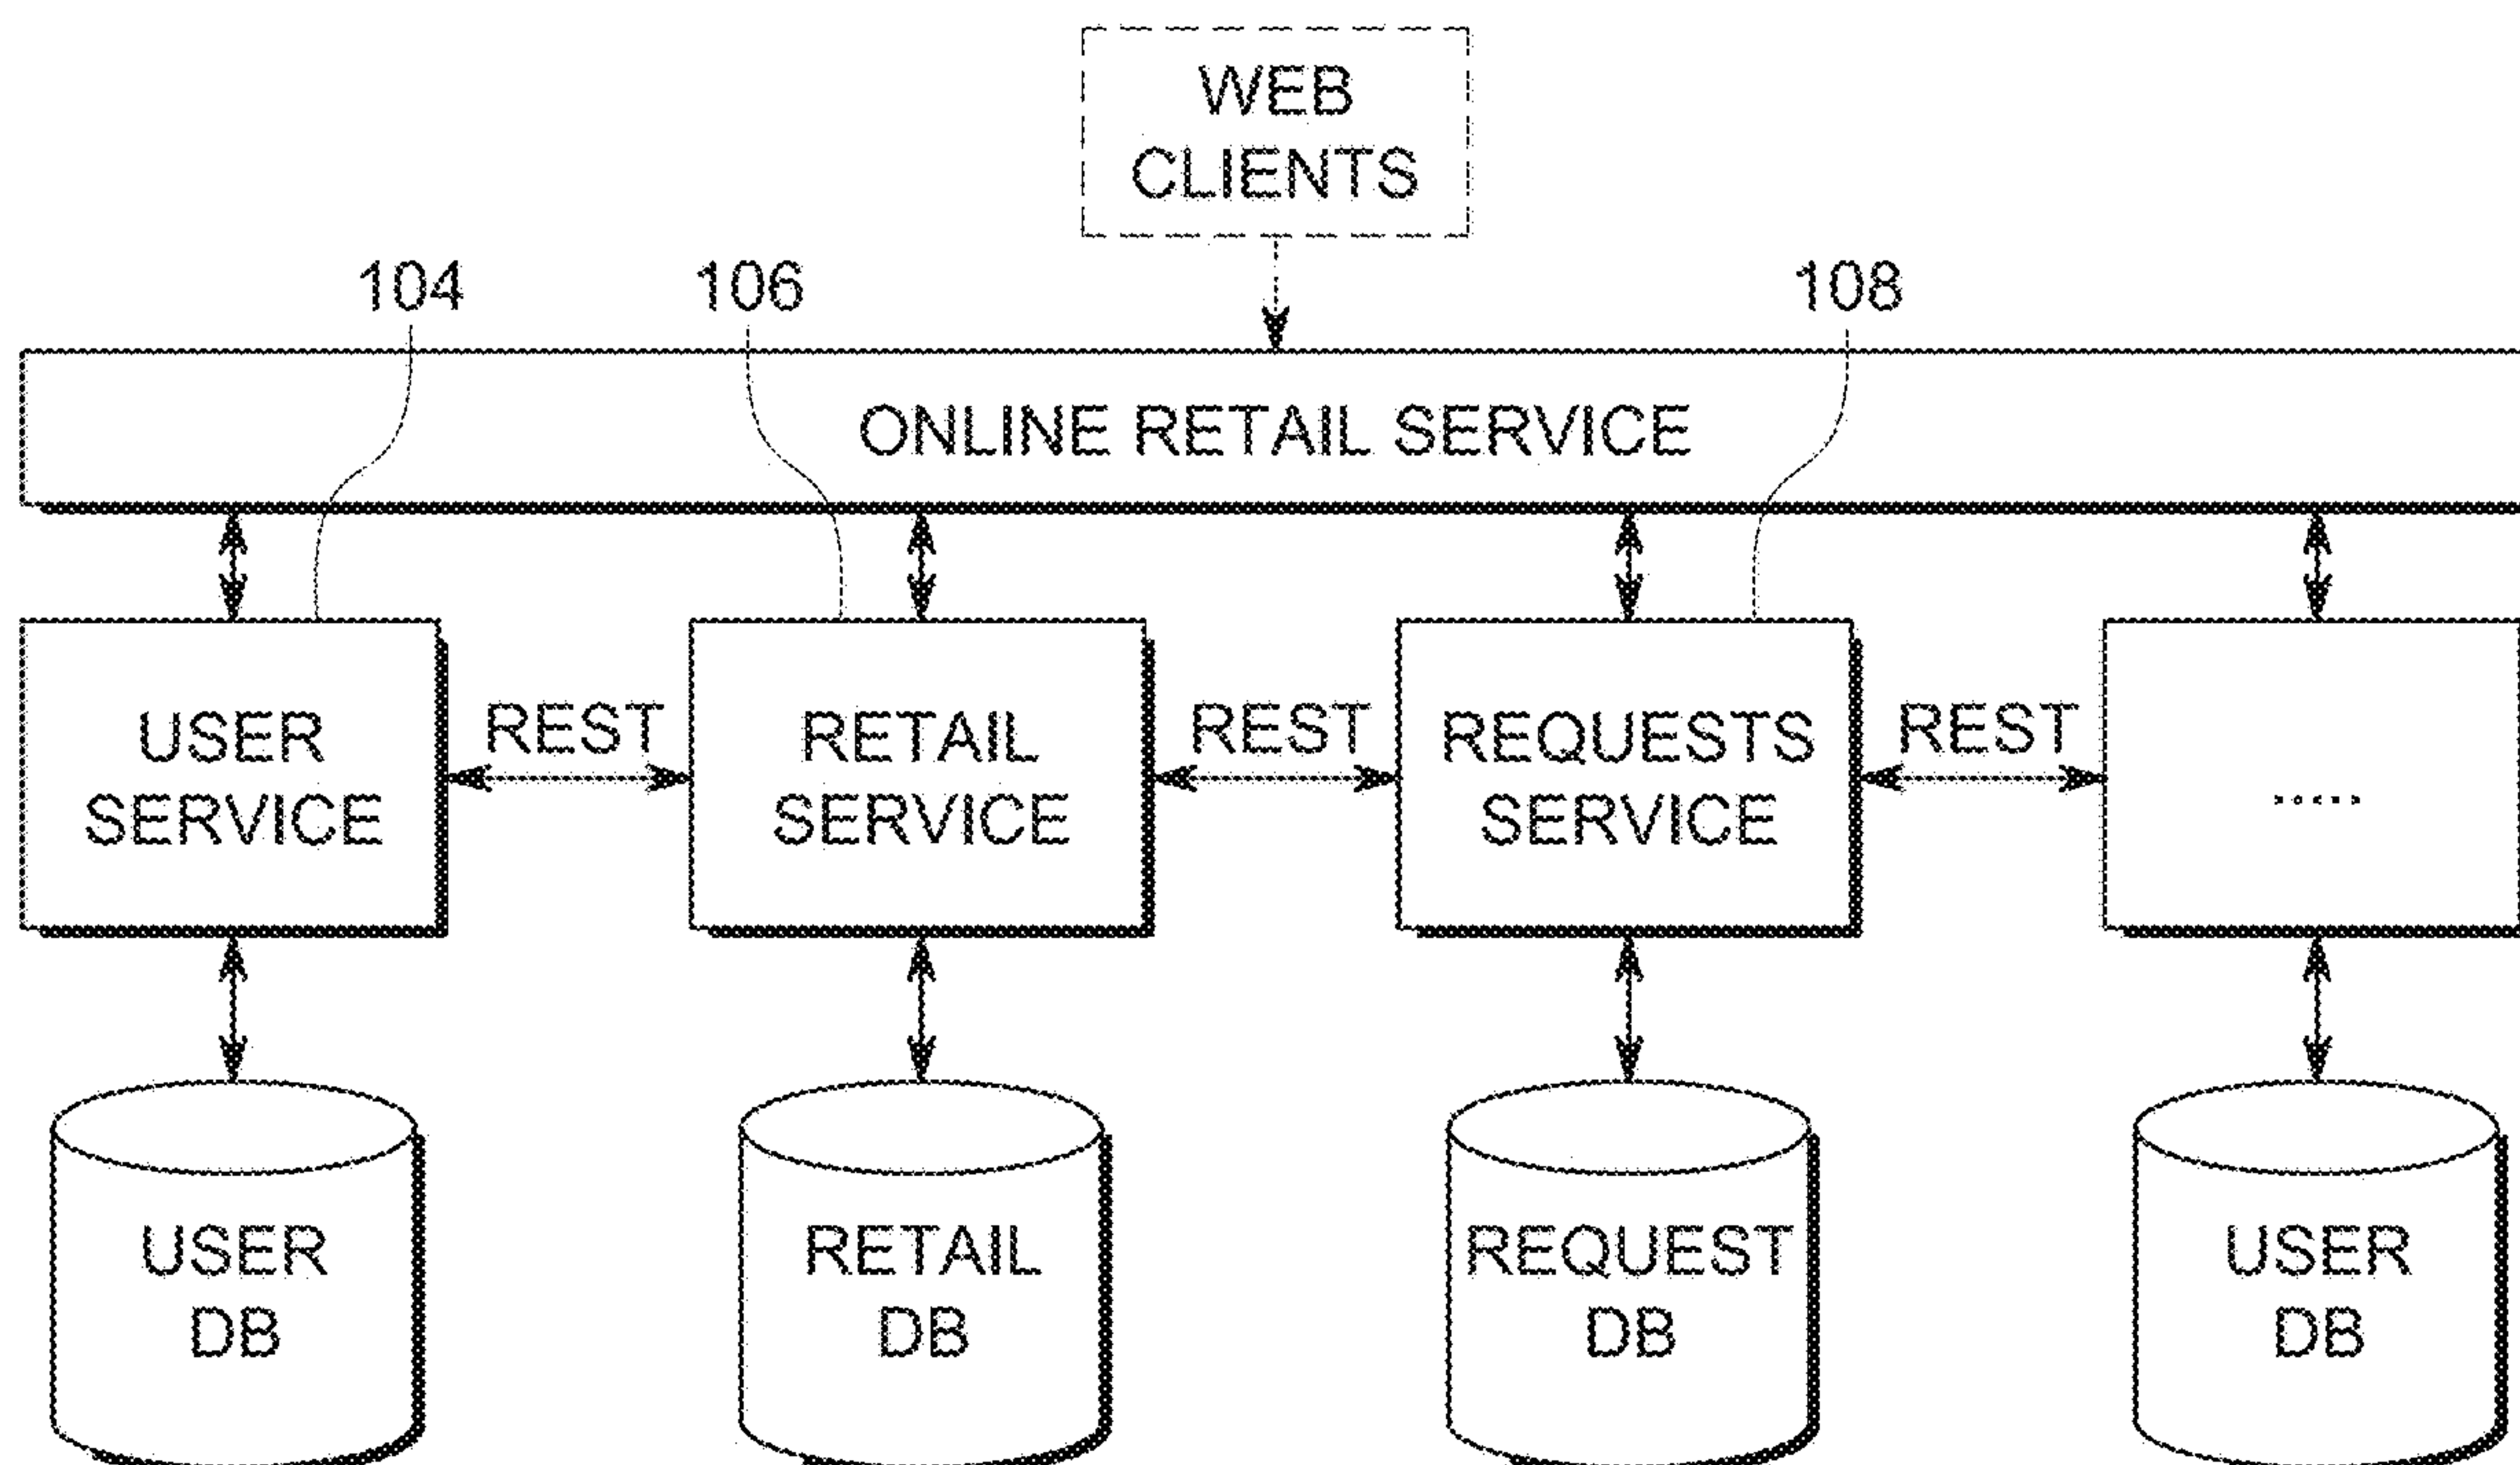 WEB
CLIENTS
104
106
108
ONLINE RETAIL SERVICE
USER
SERVICE
REST
RETAIL
SERVICE
REST
REQUESTS
SERVICE
REST
.....
USER
DB
RETAIL
DB
REQUEST
DB
USER
DB